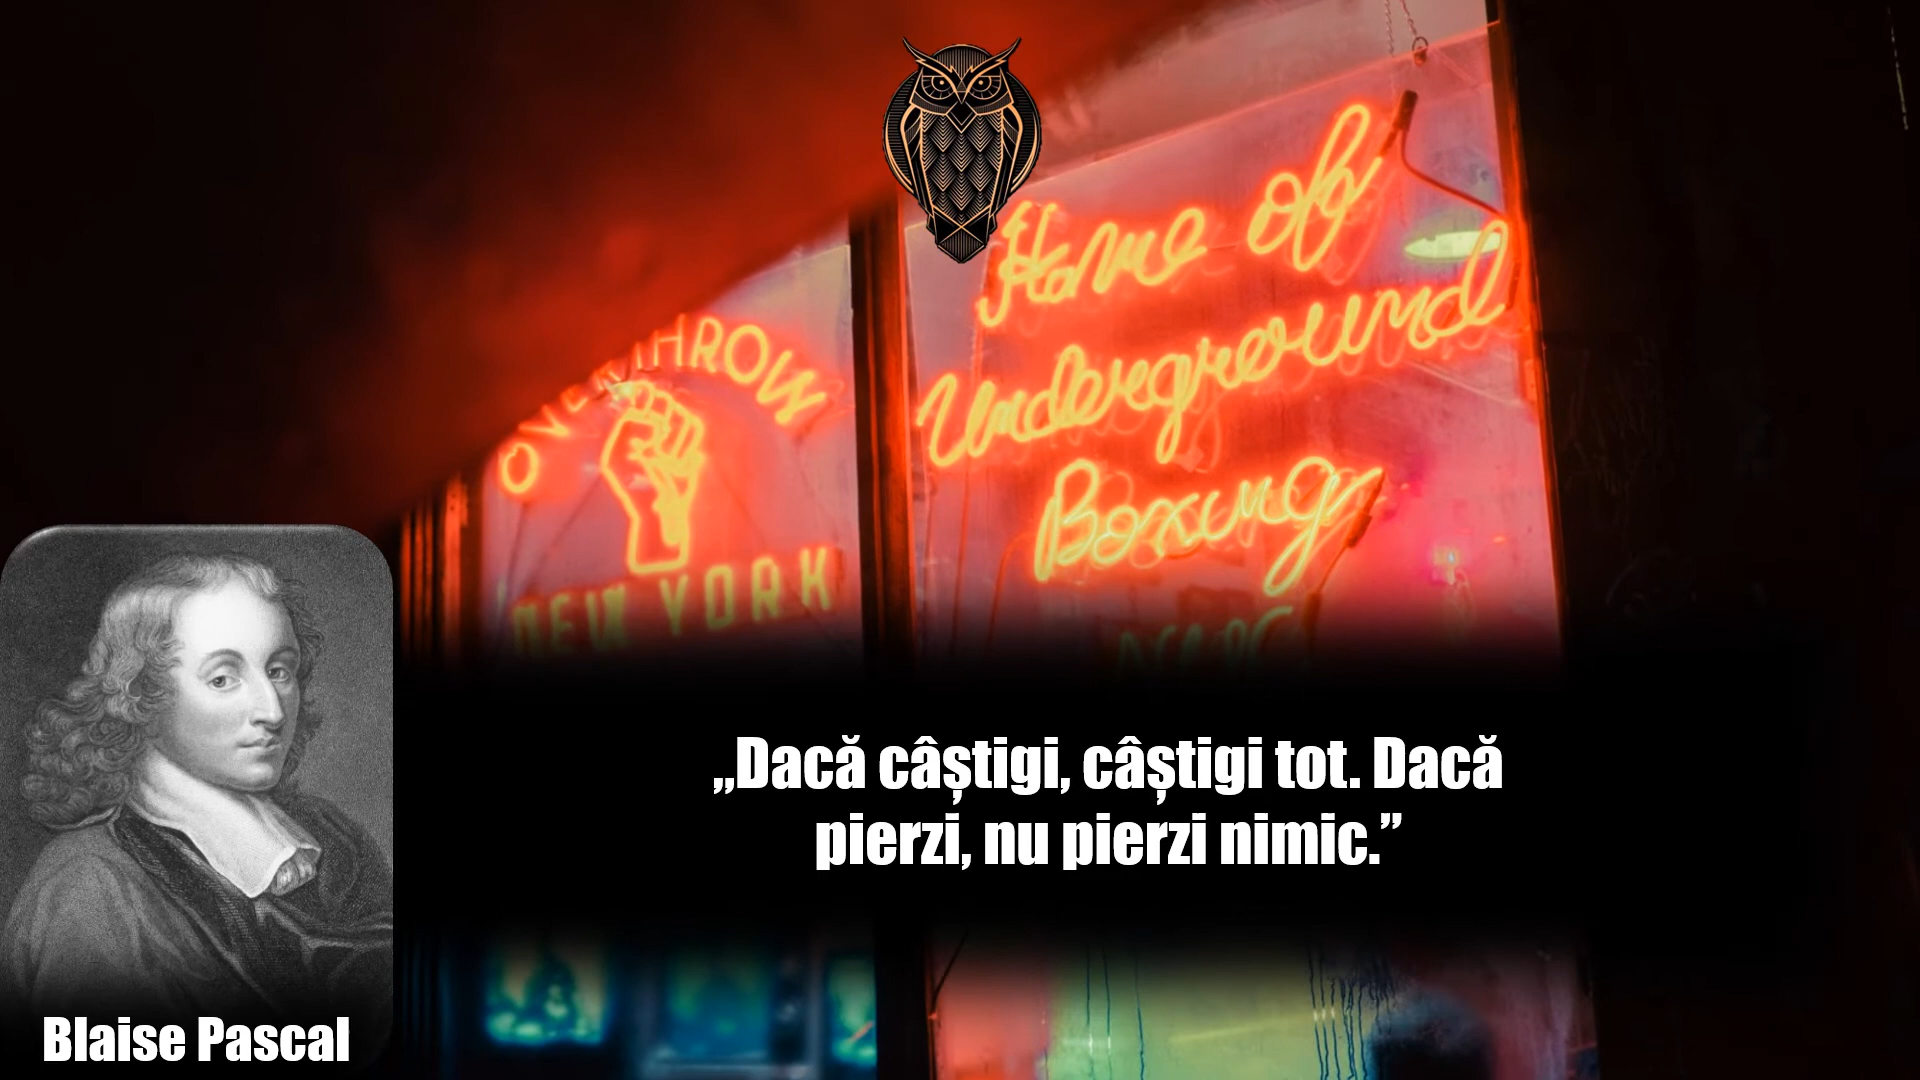 OVERTHROW
NEW YORK
Home of
Underground
Boxing
„Dacă câștigi, câștigi tot. Dacă
pierzi, nu pierzi nimic.”
Blaise Pascal